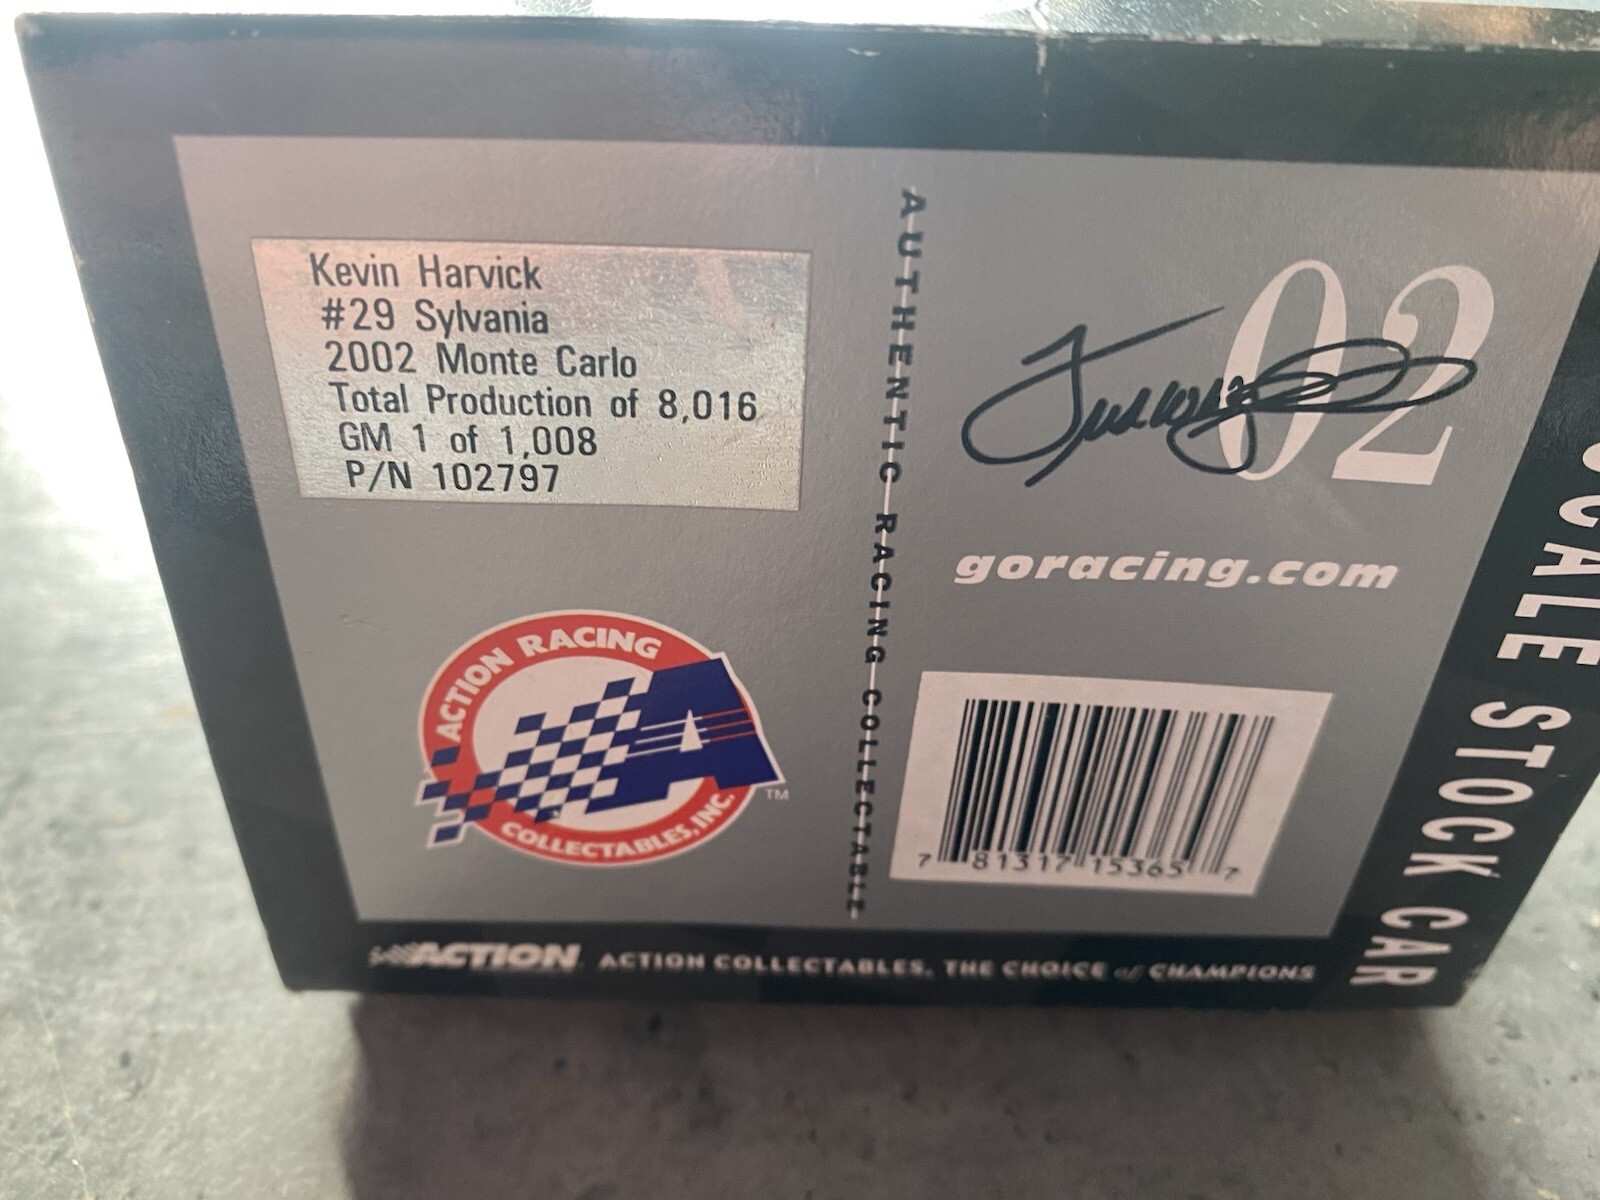 Kevin Harvick
#29 Sylvania
2002 Monte Carlo
Total Production of 8,016
GM 1 of 1,008
P/N 102797
AUTHENTIC RACING COLLECTABLE
02
goracing.com
ACTION RACING
A
COLLECTABLES, INC.
TM
7 81317 15365 7
SCALE STOCK CAR
ACTION ACTION COLLECTABLES, THE CHOICE of CHAMPIONS